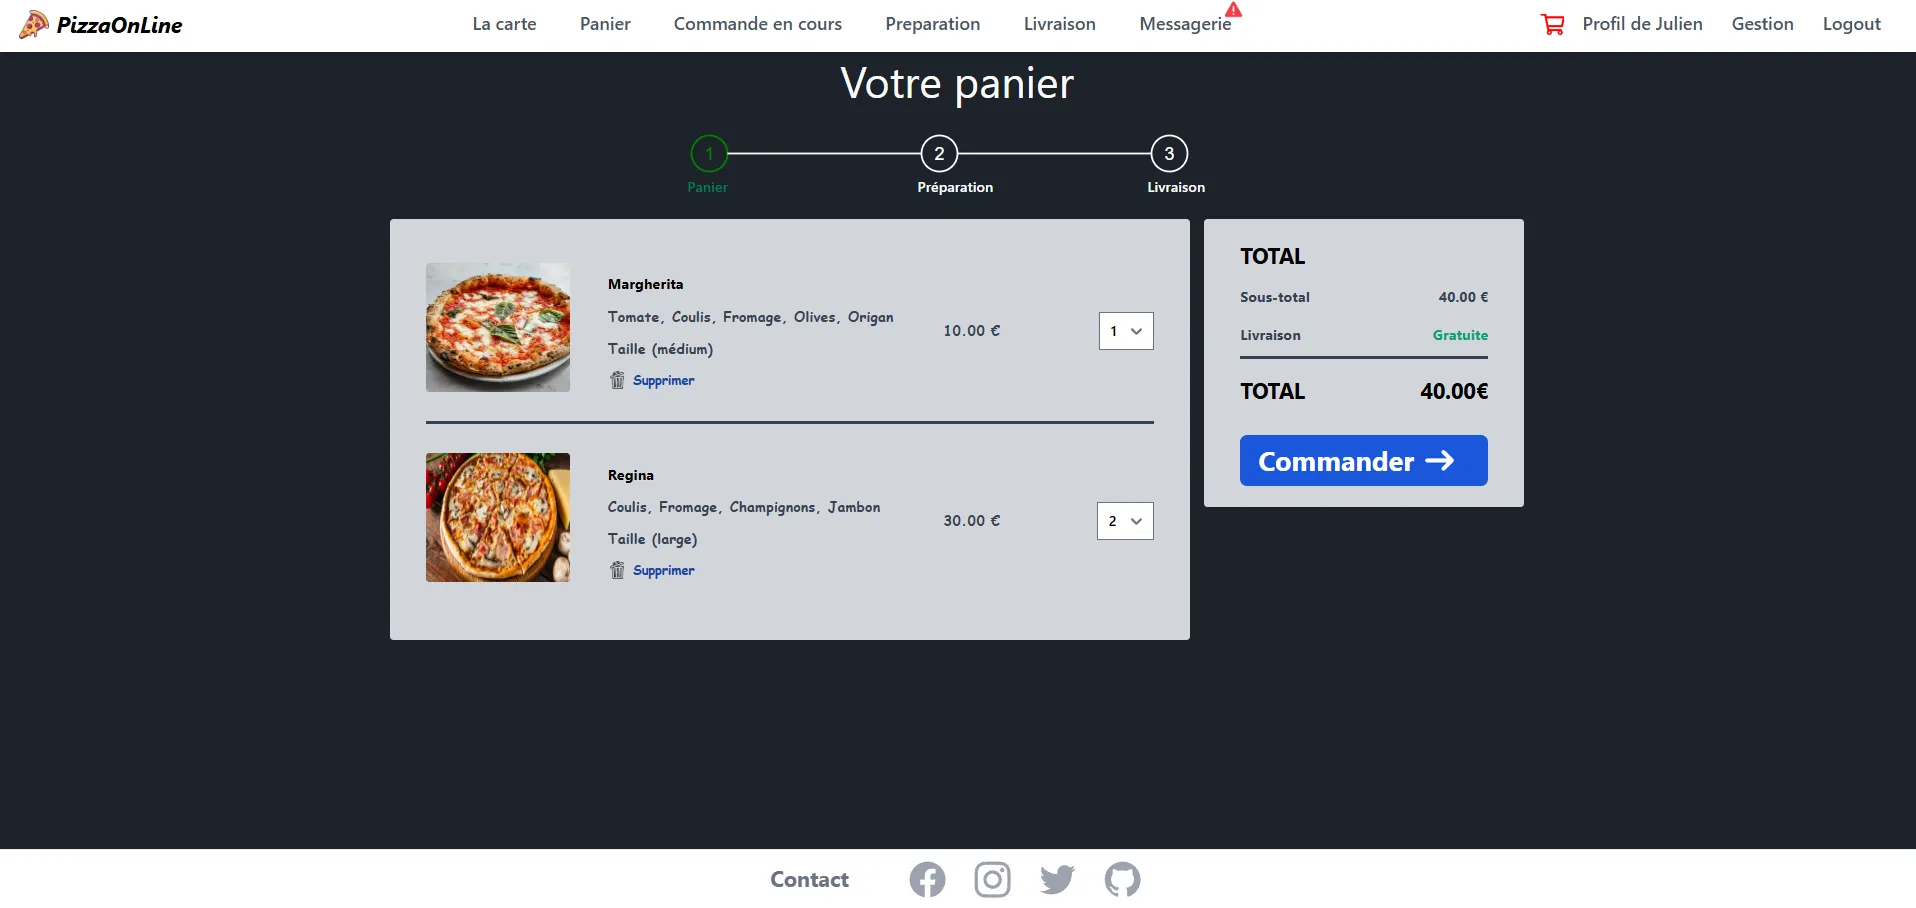 PizzaOnLine
La carte
Panier
Commande en cours
Preparation
Livraison
Messagerie
Profil de Julien
Gestion
Logout
Votre panier
1
2
3
Panier
Préparation
Livraison
Margherita
Tomate, Coulis, Fromage, Olives, Origan
Taille (médium)
Supprimer
10.00 €
1
Regina
Coulis, Fromage, Champignons, Jambon
Taille (large)
Supprimer
30.00 €
2
TOTAL
Sous-total 40.00 €
Livraison Gratuite
TOTAL 40.00€
Commander
Contact